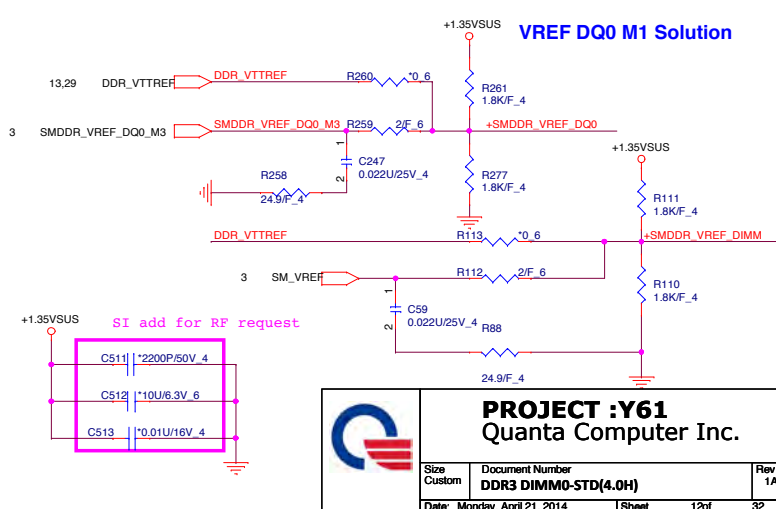 +1.35VSUS
VREF DQ0 M1 Solution
13,29 DDR_VTTREF DDR_VTTREF R260 *0_6
R261
1.8K/F_4
3 SMDDR_VREF_DQ0_M3 SMDDR_VREF_DQ0_M3 R259 2/F_6 +SMDDR_VREF_DQ0
1
C247
0.022U/25V_4
2
R258
24.9/F_4
R277
1.8K/F_4
+1.35VSUS
R111
1.8K/F_4
DDR_VTTREF R113 *0_6 +SMDDR_VREF_DIMM
3 SM_VREF R112 2/F_6
R110
1.8K/F_4
1
C59
0.022U/25V_4
2
R88
24.9/F_4
+1.35VSUS
SI add for RF request
C511 *2200P/50V_4
C512 *10U/6.3V_6
C513 *0.01U/16V_4
PROJECT :Y61
Quanta Computer Inc.
Size Document Number Rev
Custom DDR3 DIMM0-STD(4.0H) 1A
Date: Monday, April 21, 2014 Sheet 12of 32